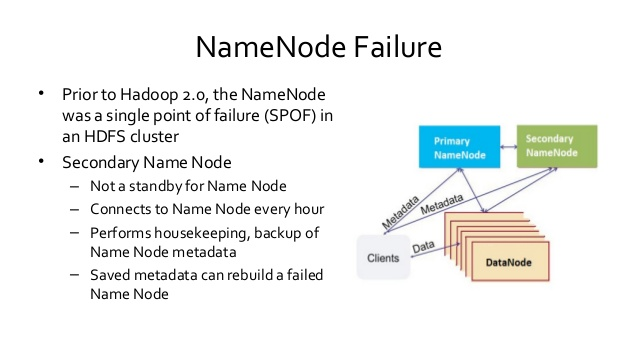 NameNode Failure
• Prior to Hadoop 2.0, the NameNode
was a single point of failure (SPOF) in
an HDFS cluster
• Secondary Name Node
– Not a standby for Name Node
– Connects to Name Node every hour
– Performs housekeeping, backup of
Name Node metadata
– Saved metadata can rebuild a failed
Name Node
Primary
NameNode
Secondary
NameNode
Metadata
Metadata
Clients
Data
DataNode